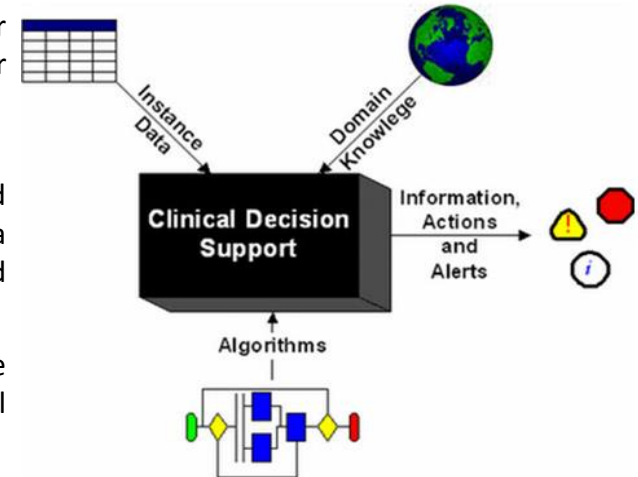 r
r
Instance
Data
Domain
Knowlege
d
a
d
Clinical Decision
Support
Information,
Actions
and
Alerts
!
i
Algorithms
e
l